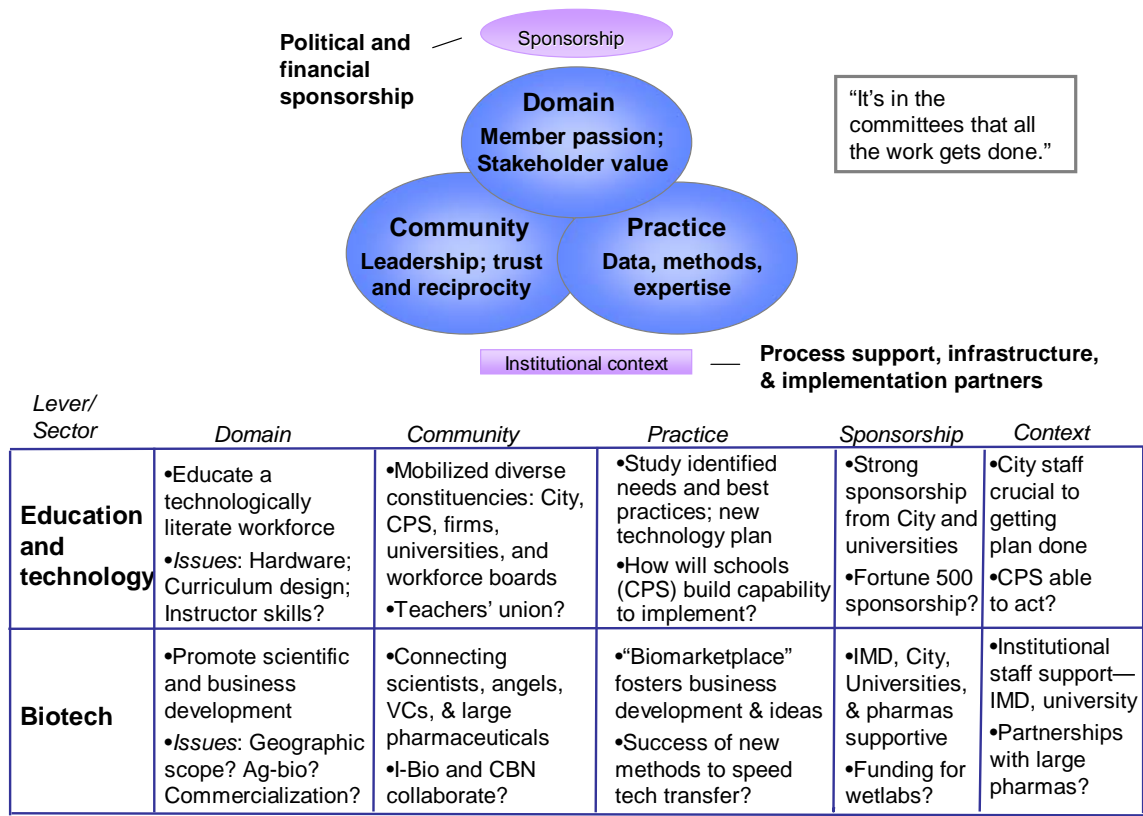 Sponsorship
Political and
financial
sponsorship
Domain
Member passion;
Stakeholder value
“It’s in the
committees that all
the work gets done.”
Community
Leadership; trust
and reciprocity
Practice
Data, methods,
expertise
Institutional context
Process support, infrastructure,
& implementation partners
Lever/
Sector
Domain
Community
Practice
Sponsorship
Context
Education
and
technology
•Educate a
technologically
literate workforce
•Issues: Hardware;
Curriculum design;
Instructor skills?
•Mobilized diverse
constituencies: City,
CPS, firms,
universities, and
workforce boards
•Teachers’ union?
•Study identified
needs and best
practices; new
technology plan
•How will schools
(CPS) build capability
to implement?
•Strong
sponsorship
from City and
universities
•Fortune 500
sponsorship?
•City staff
crucial to
getting
plan done
•CPS able
to act?
Biotech
•Promote scientific
and business
development
•Issues: Geographic
scope? Ag-bio?
Commercialization?
•Connecting
scientists, angels,
VCs, & large
pharmaceuticals
•I-Bio and CBN
collaborate?
•“Biomarketplace”
fosters business
development & ideas
•Success of new
methods to speed
tech transfer?
•IMD, City,
Universities,
& pharmas
supportive
•Funding for
wetlabs?
•Institutional
staff support—
IMD, university
•Partnerships
with large
pharmas?